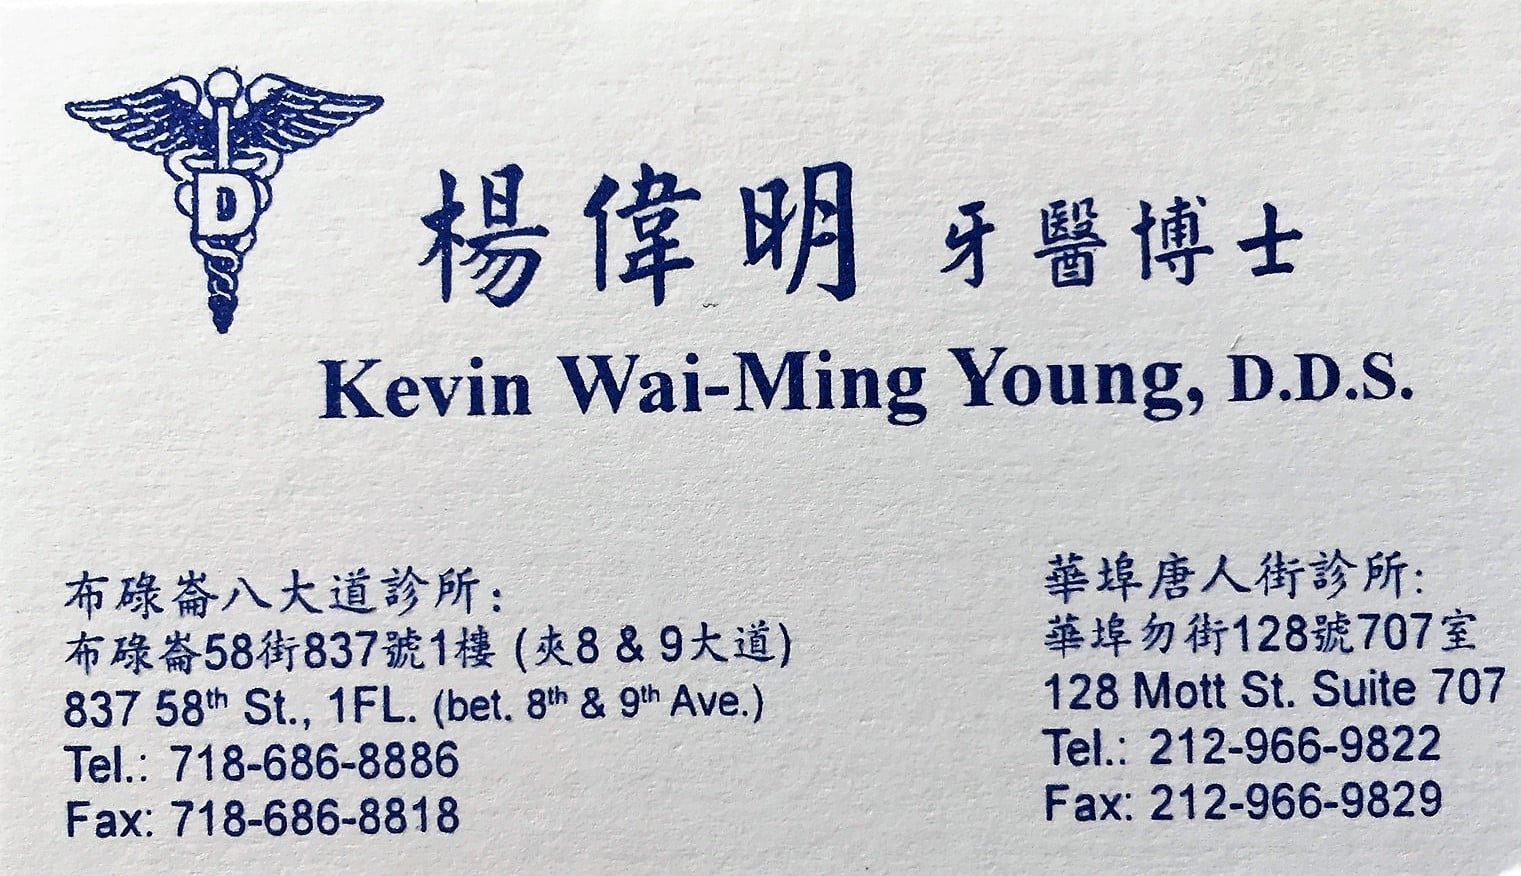 D
楊偉明 牙醫博士
Kevin Wai-Ming Young, D.D.S.
布碌崙八大道診所:
布碌崙58街837號1樓 (夾8 & 9大道)
837 58th St., 1FL. (bet. 8th & 9th Ave.)
Tel.: 718-686-8886
Fax: 718-686-8818
華埠唐人街診所:
華埠勿街128號707室
128 Mott St. Suite 707
Tel.: 212-966-9822
Fax: 212-966-9829